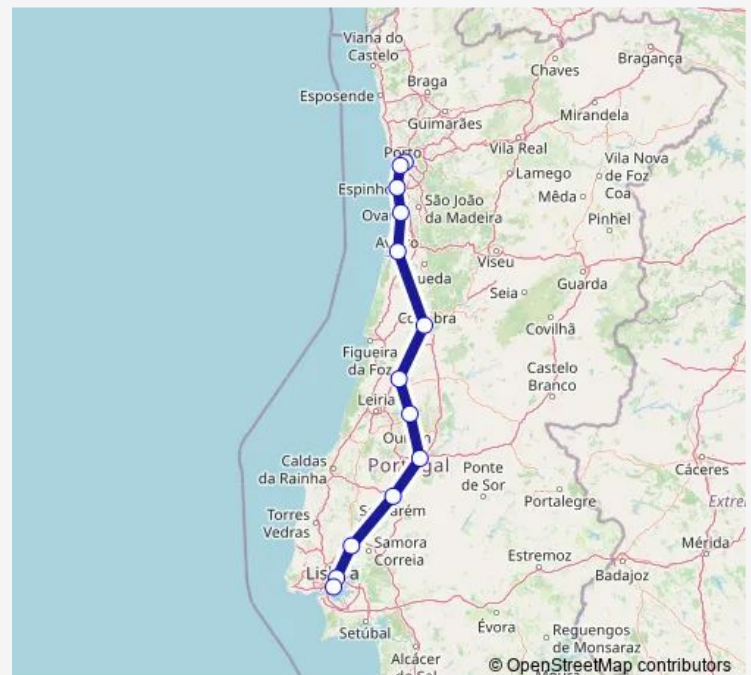 Viana do
Castelo
Chaves
Bragança
Braga
Esposende
Mirandela
Guimarães
Porto
Vila Real
Vila Nova
de Foz
Coa
Lamego
Espinho
São João
da Madeira
Mêda
Pinhel
Viseu
Guarda
Seia
Covilhã
Figueira
da Foz
Castelo
Branco
Leiria
Portugal
Caldas
da Rainha
Ponte
de Sor
Cáceres
Portalegre
Torres
Vedras
Samora
Correia
Estremoz
Mérida
Badajoz
Évora
Setúbal
Reguengos
de Monsaraz
Alcácer
© OpenStreetMap contributors